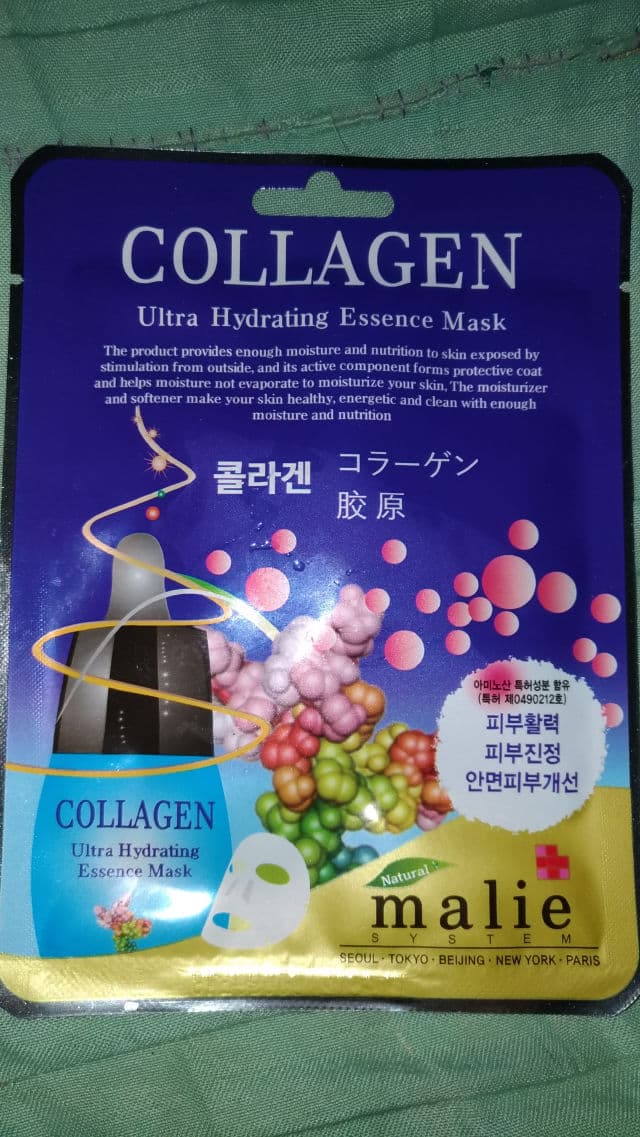 COLLAGEN
Ultra Hydrating Essence Mask
The product provides enough moisture and nutrition to skin exposed by
stimulation from outside, and its active component forms protective coat
and helps moisture not evaporate to moisturize your skin, The moisturizer
and softener make your skin healthy, energetic and clean with enough
moisture and nutrition
콜라겐
コラーゲン
胶原
아미노산 특허성분 함유
(특허 제0490212호)
피부활력
피부진정
안면피부개선
COLLAGEN
Ultra Hydrating
Essence Mask
Natural
malie
SYSTEM
SEOUL · TOKYO · BEIJING · NEW YORK · PARIS